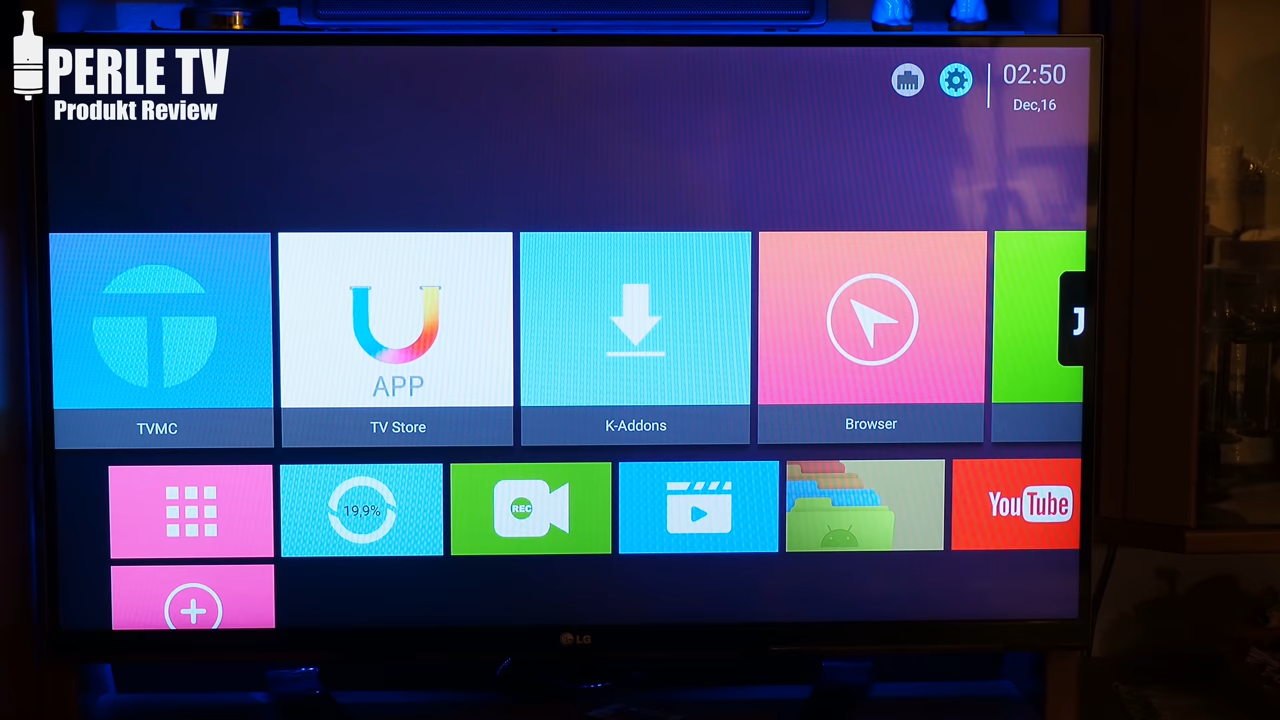 PERLE TV
Produkt Review
02:50
Dec,16
APP
J
TVMC
TV Store
K-Addons
Browser
19,9%
REC
YouTube
LG